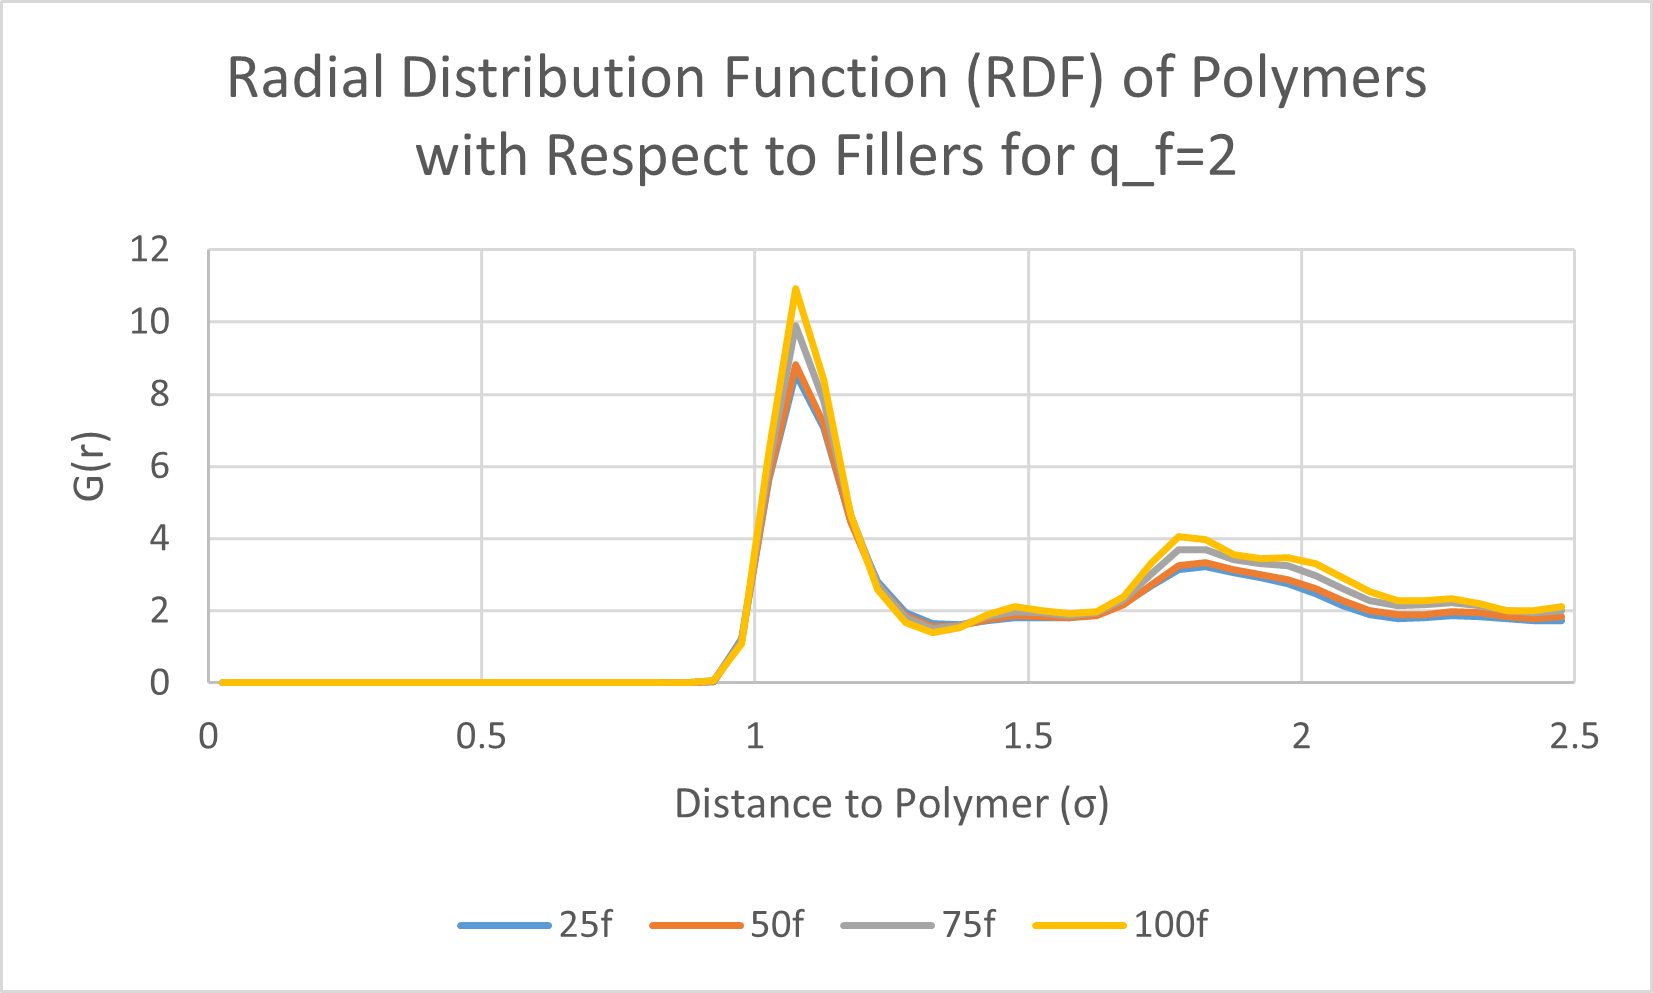 Radial Distribution Function (RDF) of Polymers
with Respect to Fillers for q_f=2
12
10
8
6
4
2
0
G(r)
0 0.5 1 1.5 2 2.5
Distance to Polymer (σ)
25f 50f 75f 100f